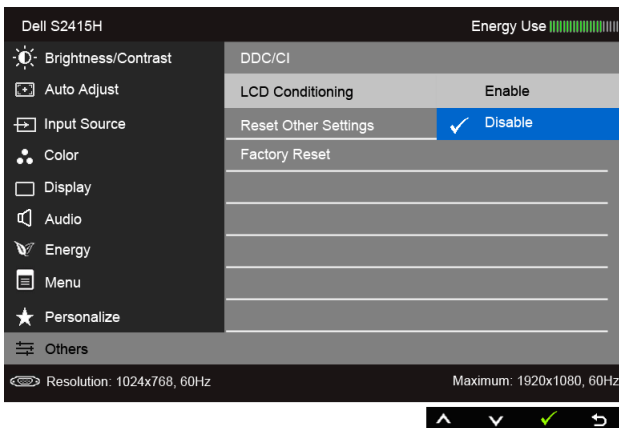 Dell S2415H Energy Use
Brightness/Contrast DDC/CI
Auto Adjust LCD Conditioning Enable
Input Source Reset Other Settings Disable
Color Factory Reset
Display
Audio
Energy
Menu
Personalize
Others
Resolution: 1024x768, 60Hz Maximum: 1920x1080, 60Hz